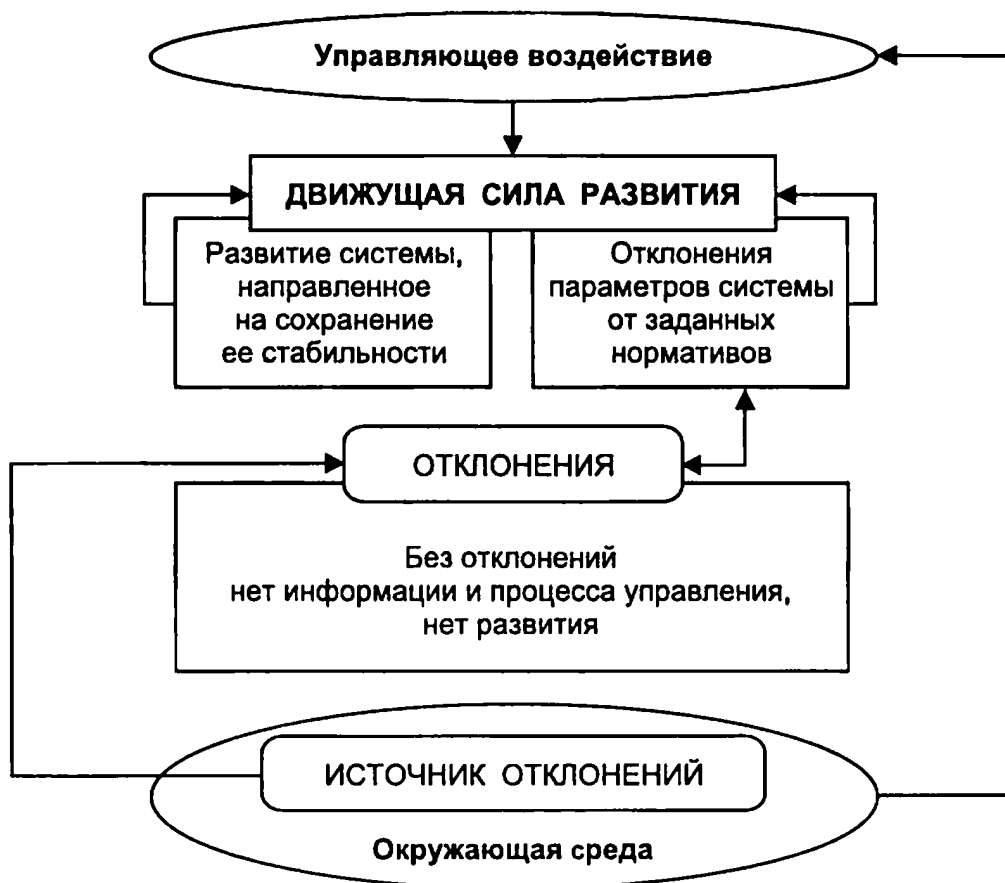 Управляющее воздействие
ДВИЖУЩАЯ СИЛА РАЗВИТИЯ
Развитие системы,
направленное
на сохранение
ее стабильности
Отклонения
параметров системы
от заданных
нормативов
ОТКЛОНЕНИЯ
Без отклонений
нет информации и процесса управления,
нет развития
ИСТОЧНИК ОТКЛОНЕНИЙ
Окружающая среда